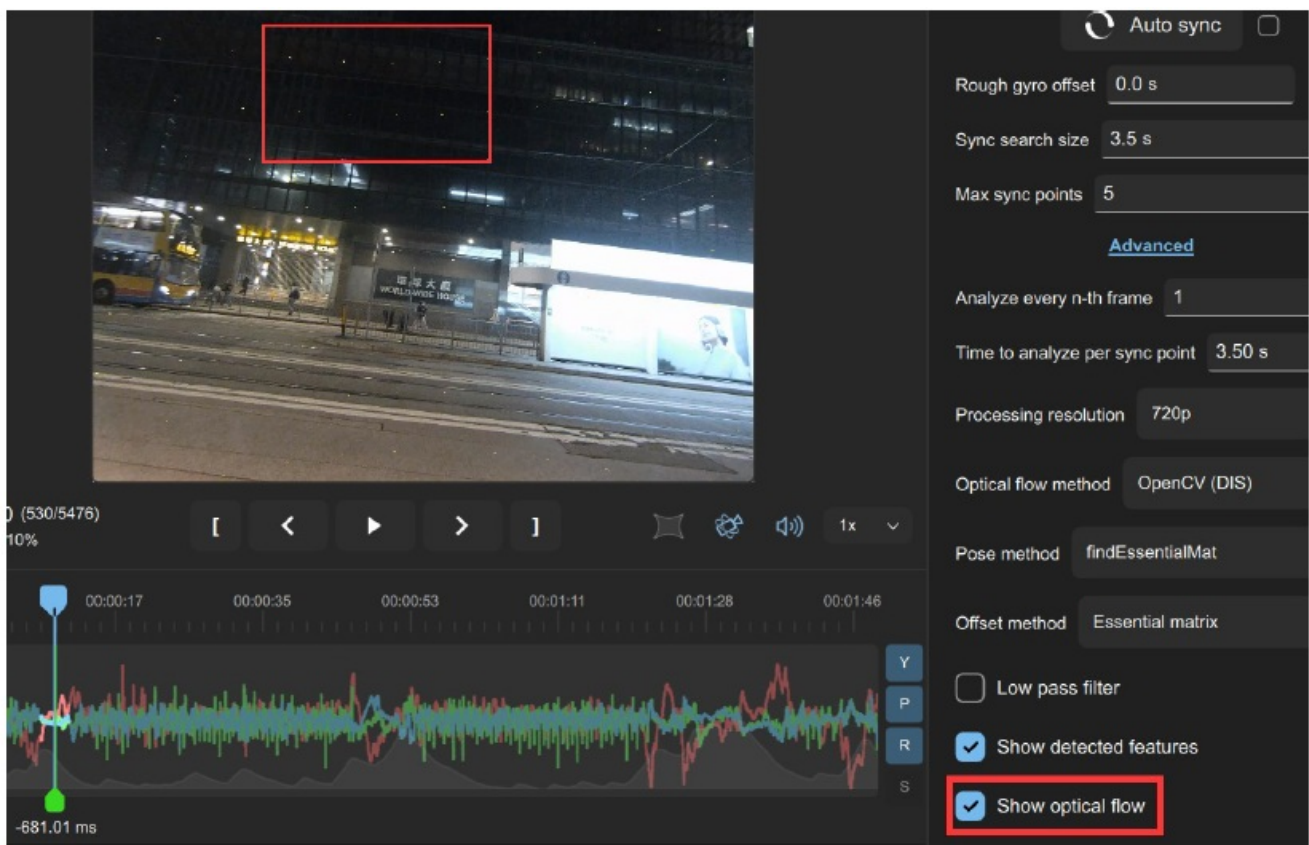 Auto sync
Rough gyro offset 0.0 s
Sync search size 3.5 s
Max sync points 5
Advanced
Analyze every n-th frame 1
Time to analyze per sync point 3.50 s
Processing resolution 720p
Optical flow method OpenCV (DIS)
Pose method findEssentialMat
Offset method Essential matrix
Low pass filter
Show detected features
Show optical flow
環球大廈
WORLD-WIDE HOUSE
(530/5476)
10%
[ ]
1x
00:00:17 00:00:35 00:00:53 00:01:11 00:01:28 00:01:46
Y
P
R
S
-681.01 ms